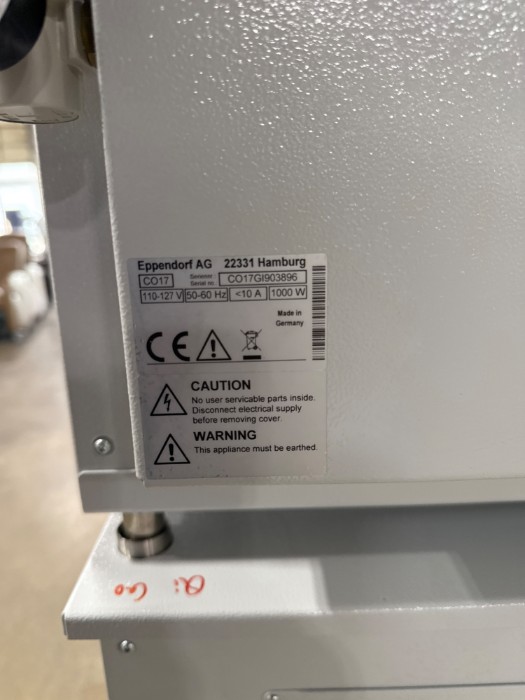 Eppendorf AG 22331 Hamburg
CO17 Serial nr. CO17GI903896
110-127 V 50-60 Hz <10 A 1000 W
Made in
Germany
CE
CAUTION
No user servicable parts inside.
Disconnect electrical supply
before removing cover.
WARNING
This appliance must be earthed.